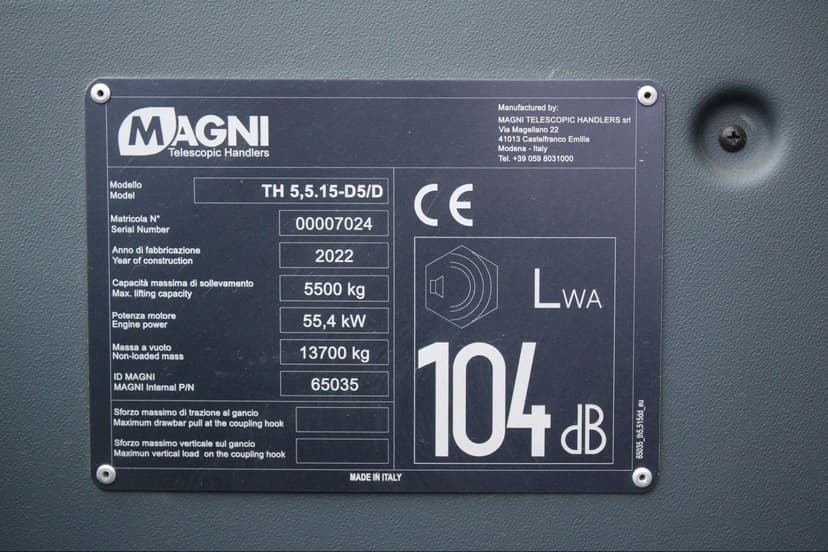 MAGNI
Telescopic Handlers
Manufactured by:
MAGNI TELESCOPIC HANDLERS srl
Via Magellano 22
41013 Castelfranco Emilia
Modena - Italy
Tel. +39 059 8031000
Modello
Model
TH 5,5.15-D5/D
Matricola N°
Serial Number
00007024
Anno di fabbricazione
Year of construction
2022
Capacità massima di sollevamento
Max. lifting capacity
5500 kg
Potenza motore
Engine power
55,4 kW
Massa a vuoto
Non-loaded mass
13700 kg
ID MAGNI
MAGNI Internal P/N
65035
Sforzo massimo di trazione al gancio
Maximum drawbar pull at the coupling hook
Sforzo massimo verticale sul gancio
Maximun vertical load on the coupling hook
CE
LWA
104 dB
65035_th5,515dd_eu
MADE IN ITALY